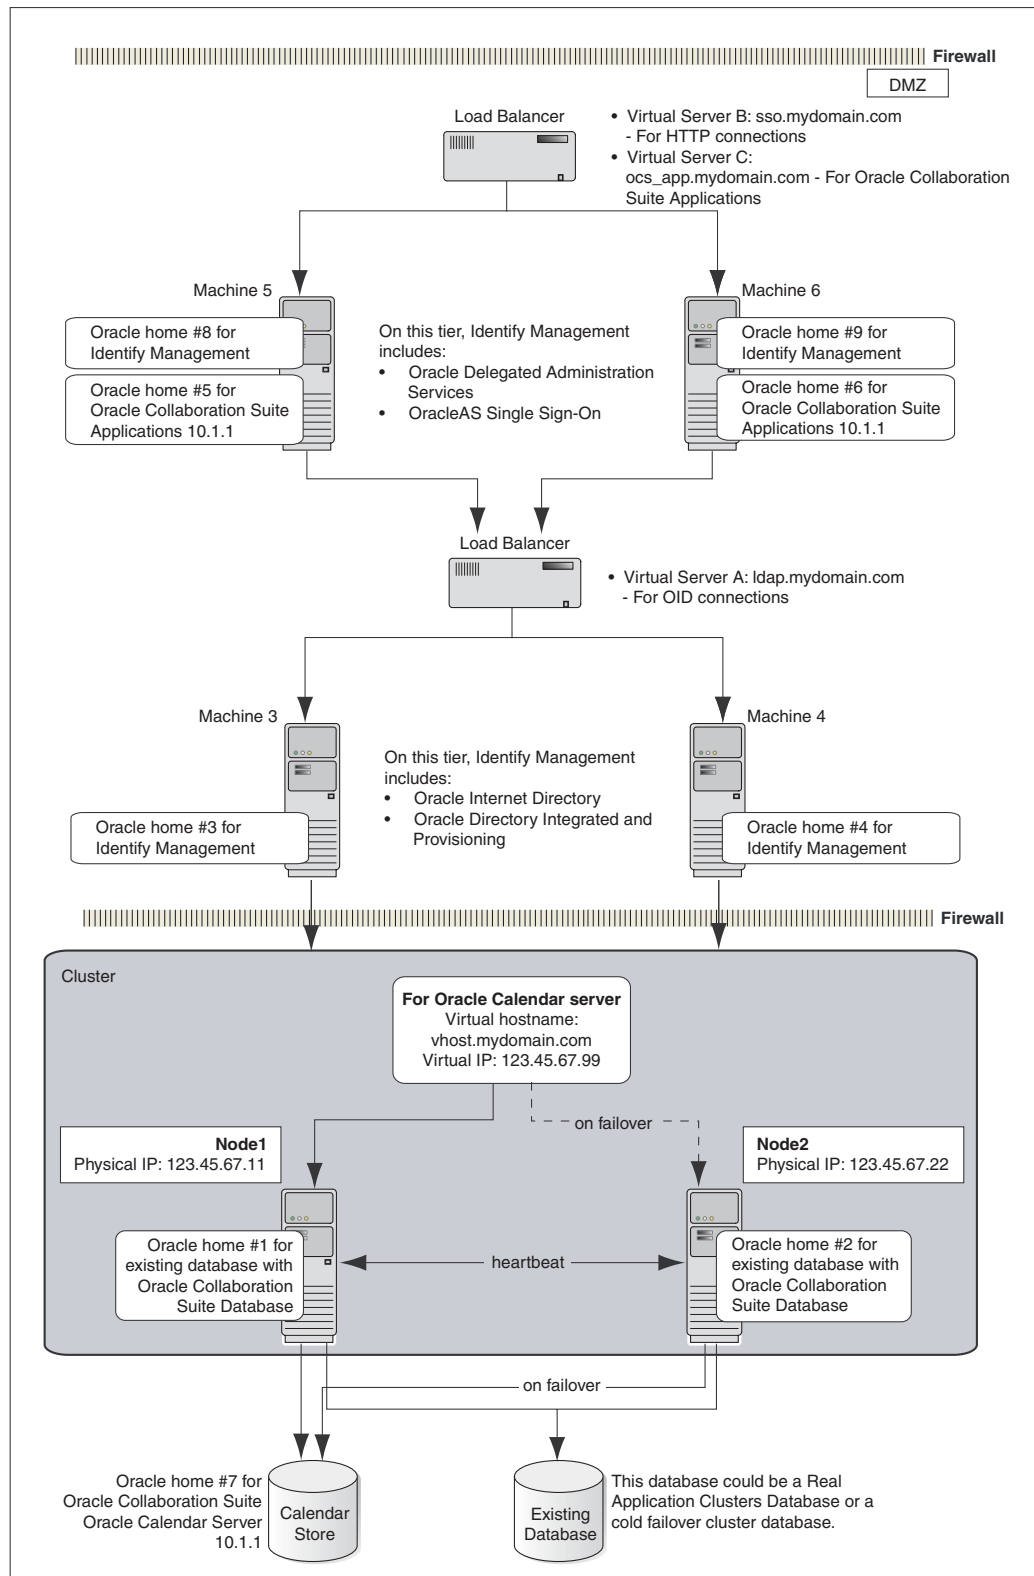 Firewall
DMZ
Load Balancer
• Virtual Server B: sso.mydomain.com
- For HTTP connections
• Virtual Server C:
ocs_app.mydomain.com - For Oracle Collaboration
Suite Applications
Machine 5
Machine 6
Oracle home #8 for
Identify Management
Oracle home #5 for
Oracle Collaboration Suite
Applications 10.1.1
On this tier, Identify Management
includes:
• Oracle Delegated Administration
Services
• OracleAS Single Sign-On
Oracle home #9 for
Identify Management
Oracle home #6 for
Oracle Collaboration Suite
Applications 10.1.1
Load Balancer
• Virtual Server A: ldap.mydomain.com
- For OID connections
Machine 3
Machine 4
On this tier, Identify Management
includes:
• Oracle Internet Directory
• Oracle Directory Integrated and
Provisioning
Oracle home #3 for
Identify Management
Oracle home #4 for
Identify Management
Firewall
Cluster
For Oracle Calendar server
Virtual hostname:
vhost.mydomain.com
Virtual IP: 123.45.67.99
on failover
Node1
Physical IP: 123.45.67.11
Node2
Physical IP: 123.45.67.22
Oracle home #1 for
existing database with
Oracle Collaboration
Suite Database
heartbeat
Oracle home #2 for
existing database with
Oracle Collaboration
Suite Database
on failover
Oracle home #7 for
Oracle Collaboration Suite
Oracle Calendar Server
10.1.1
Calendar
Store
Existing
Database
This database could be a Real
Application Clusters Database or a
cold failover cluster database.